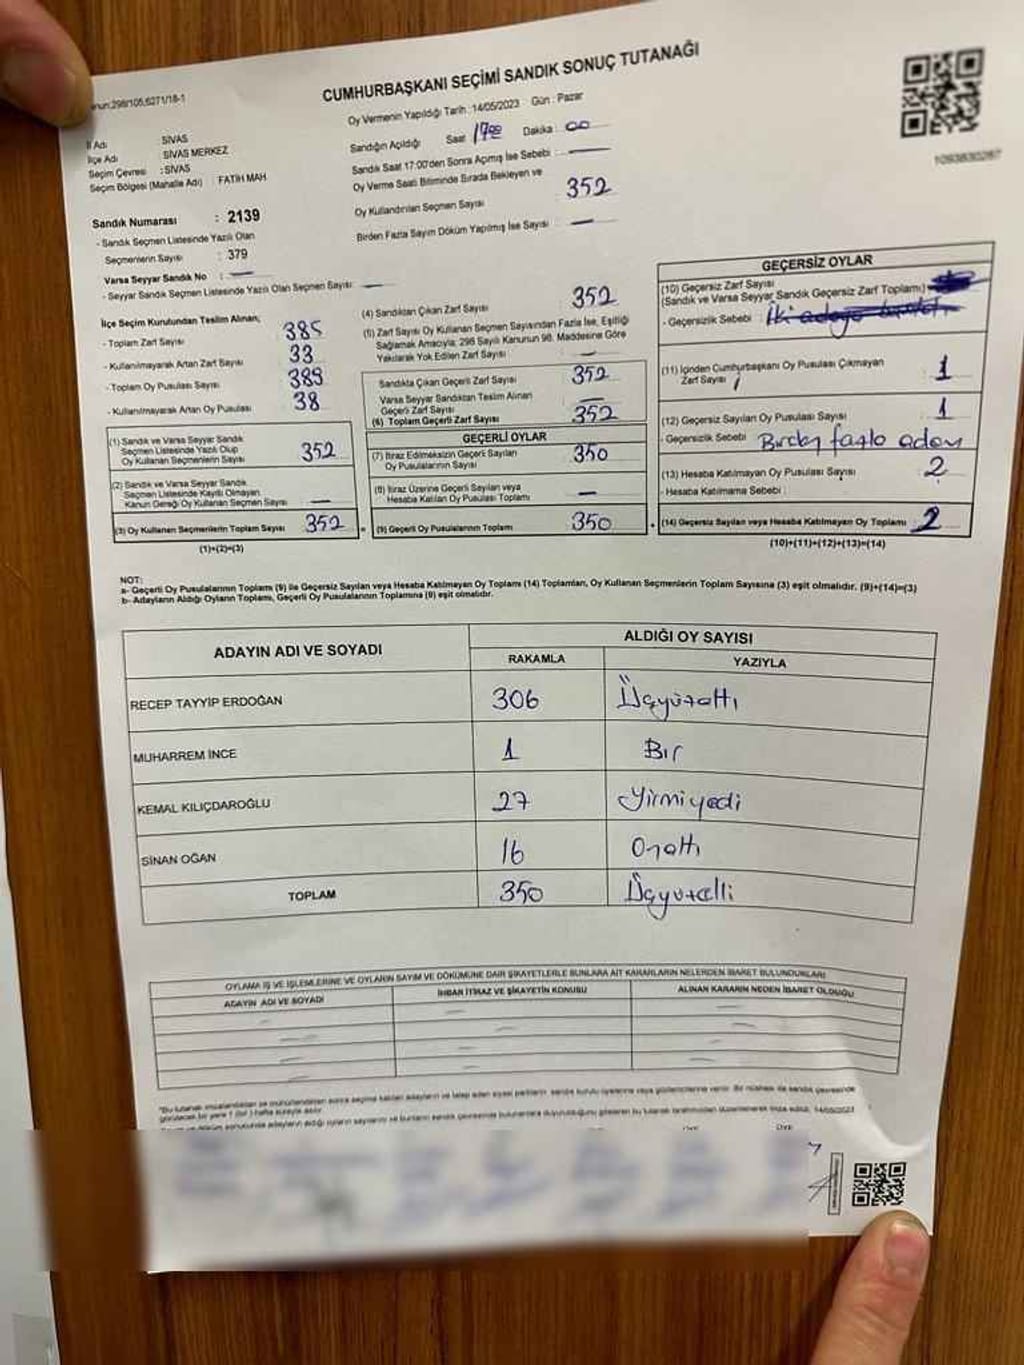 CUMHURBAŞKANI SEÇİMİ SANDIK SONUÇ TUTANAĞI
298/105,6271/18-1
Oy Vermenin Yapıldığı Tarih : 14/05/2023 Gün : Pazar
İl Adı : SİVAS
İlçe Adı : SİVAS MERKEZ
Seçim Çevresi : SİVAS
Seçim Bölgesi (Mahalle Adı) : FATİH MAH
Sandık Numarası : 2139
- Sandık Seçmen Listesinde Yazılı Olan
Seçmenlerin Sayısı : 379
Varsa Seyyar Sandık No : —
- Seyyar Sandık Seçmen Listesinde Yazılı Olan Seçmen Sayısı : —
Sandığın Açıldığı Saat 17 00 Dakika : 00
Sandık Saat 17:00'den Sonra Açımış İse Sebebi : —
Oy Verme Saati Bitiminde Sırada Bekleyen ve
Oy Kullandırılan Seçmen Sayısı : 352
Birden Fazla Sayım Döküm Yapılmış İse Sayısı : —
1093830267
İlçe Seçim Kurulundan Teslim Alınan;
- Toplam Zarf Sayısı 385
- Kullanılmayarak Artan Zarf Sayısı 33
- Toplam Oy Pusulası Sayısı 389
- Kullanılmayarak Artan Oy Pusulası 38
(1) Sandık ve Varsa Seyyar Sandık
Seçmen Listesinde Yazılı Olup
Oy Kullanan Seçmenlerin Sayısı 352
(2) Sandık ve Varsa Seyyar Sandık
Seçmen Listesinde Kayıtlı Olmayan
Kanun Gereği Oy Kullanan Seçmen Sayısı —
(3) Oy Kullanan Seçmenlerin Toplam Sayısı 352 =
(1)+(2)=(3)
(4) Sandıktan Çıkan Zarf Sayısı 352
(5) Zarf Sayısı Oy Kullanan Seçmen Sayısından Fazla İse, Eşitliği
Sağlamak Amacıyla, 298 Sayılı Kanunun 98. Maddesine Göre
Yakılarak Yok Edilen Zarf Sayısı —
Sandıkta Çıkan Geçerli Zarf Sayısı 352
Varsa Seyyar Sandıktan Teslim Alınan
Geçerli Zarf Sayısı —
(6) Toplam Geçerli Zarf Sayısı 352
GEÇERLİ OYLAR
(7) İtiraz Edilmeksizin Geçerli Sayılan
Oy Pusulalarının Sayısı 350
(8) İtiraz Üzerine Geçerli Sayılan veya
Hesaba Katılan Oy Pusulası Toplamı —
(9) Geçerli Oy Pusulalarının Toplamı 350 +
GEÇERSİZ OYLAR
(10) Geçersiz Zarf Sayısı
(Sandık ve Varsa Seyyar Sandık Geçersiz Zarf Toplamı)
- Geçersizlik Sebebi : İki adaya
(11) İçinden Cumhurbaşkanı Oy Pusulası Çıkmayan
Zarf Sayısı 1
(12) Geçersiz Sayılan Oy Pusulası Sayısı 1
- Geçersizlik Sebebi Birden fazla aday
(13) Hesaba Katılmayan Oy Pusulası Sayısı 2
- Hesaba Katılmama Sebebi :
(14) Geçersiz Sayılan veya Hesaba Katılmayan Oy Toplamı 2
(10)+(11)+(12)+(13)=(14)
NOT:
a- Geçerli Oy Pusulalarının Toplamı (9) ile Geçersiz Sayılan veya Hesaba Katılmayan Oy Toplamı (14) Toplamları, Oy Kullanan Seçmenlerin Toplam Sayısına (3) eşit olmalıdır. (9)+(14)=(3)
b- Adayların Aldığı Oyların Toplamı, Geçerli Oy Pusulalarının Toplamına (9) eşit olmalıdır.
ADAYIN ADI VE SOYADI
ALDIĞI OY SAYISI
RAKAMLA YAZIYLA
RECEP TAYYİP ERDOĞAN 306 Üçyüzaltı
MUHARREM İNCE 1 Bir
KEMAL KILIÇDAROĞLU 27 Yirmiyedi
SİNAN OĞAN 16 Onaltı
TOPLAM 350 Üçyüzelli
OYLAMA İŞ VE İŞLEMLERİNE VE OYLARIN SAYIM VE DÖKÜMÜNE DAİR ŞİKAYETLERLE BUNLARA AİT KARARLARIN NELERDEN İBARET BULUNDUKLARI
ADAYIN ADI VE SOYADI İHBAR İTİRAZ VE ŞİKAYETİN KONUSU ALINAN KARARIN NEDEN İBARET OLDUĞU